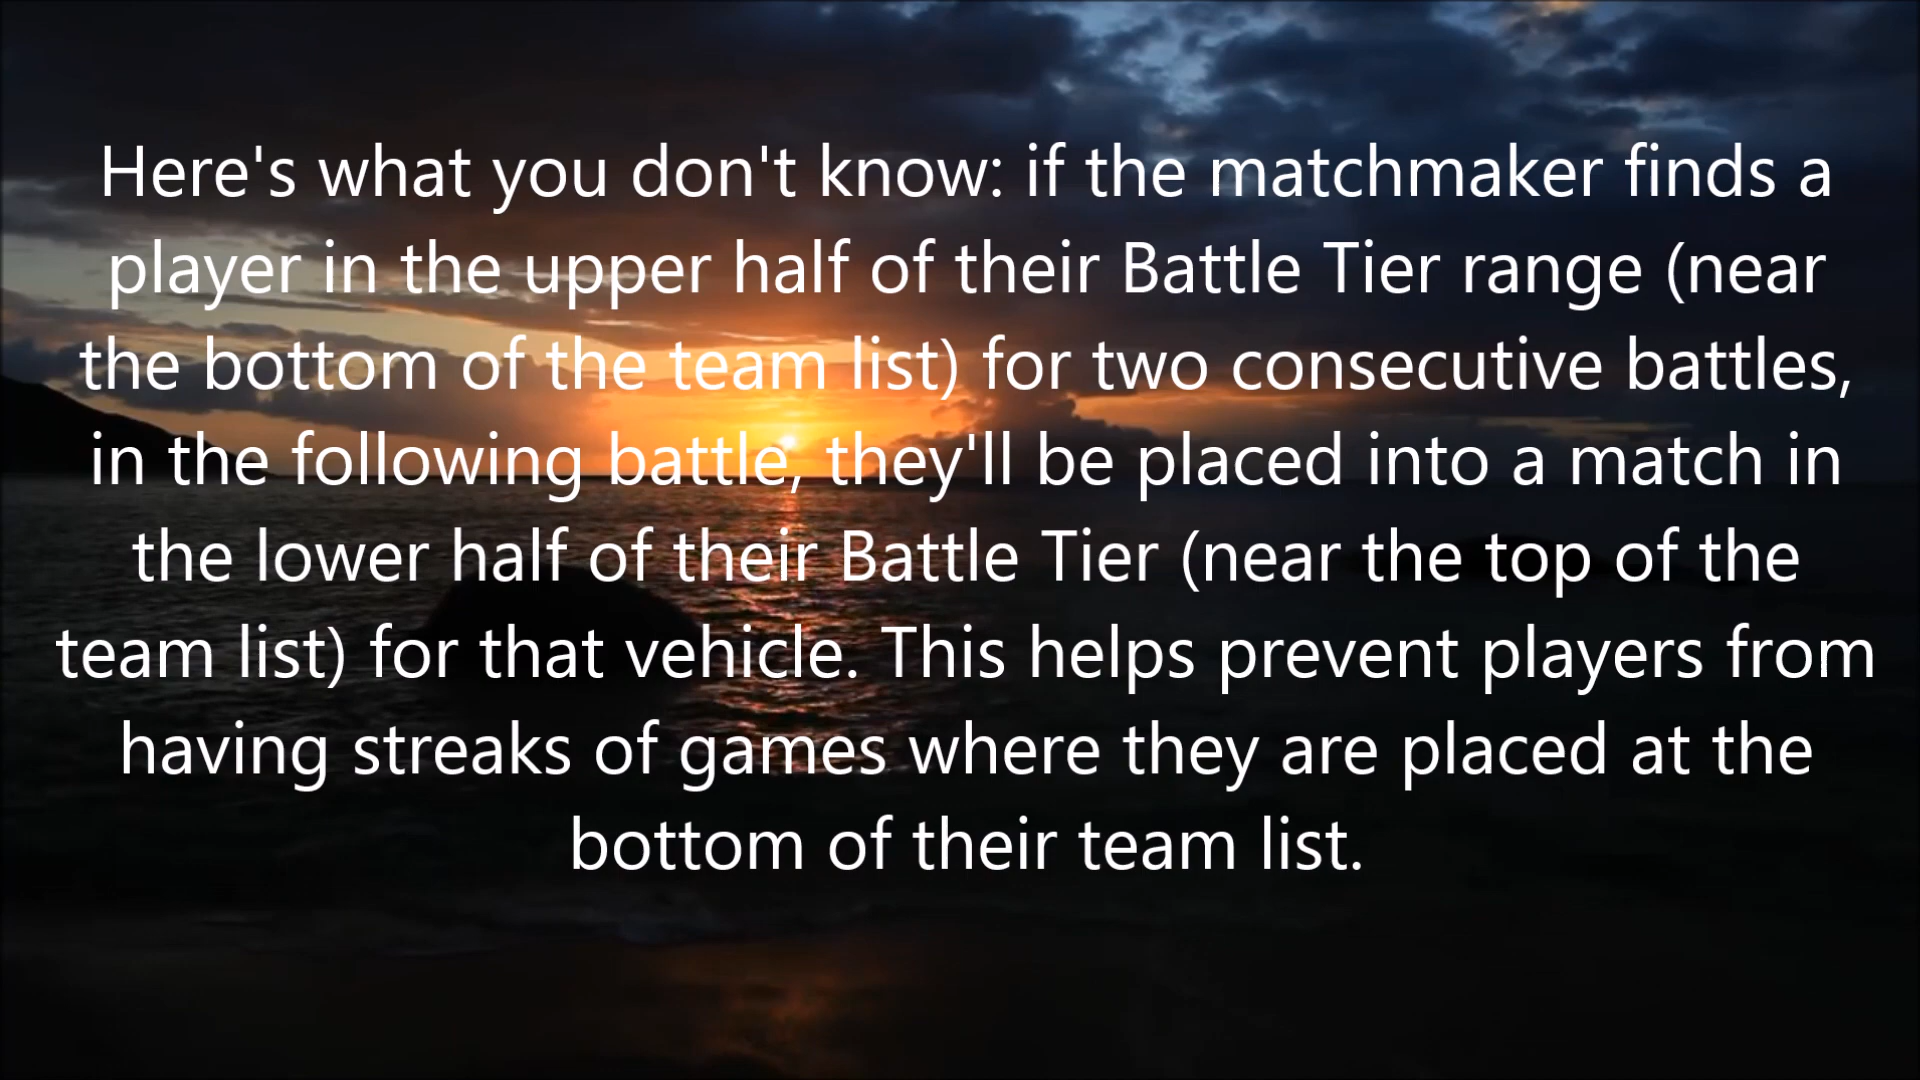 Here's what you don't know: if the matchmaker finds a
player in the upper half of their Battle Tier range (near
the bottom of the team list) for two consecutive battles,
in the following battle, they'll be placed into a match in
the lower half of their Battle Tier (near the top of the
team list) for that vehicle. This helps prevent players from
having streaks of games where they are placed at the
bottom of their team list.